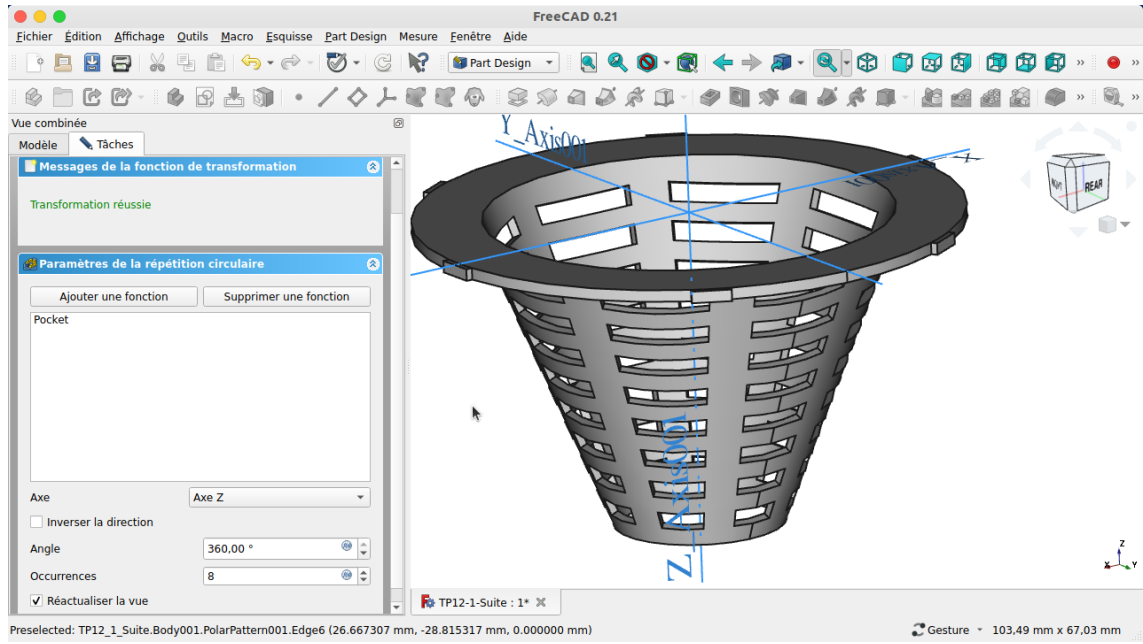 FreeCAD 0.21
Fichier Édition Affichage Outils Macro Esquisse Part Design Mesure Fenêtre Aide
Part Design
Vue combinée
Modèle Tâches
Messages de la fonction de transformation
Transformation réussie
Paramètres de la répétition circulaire
Ajouter une fonction Supprimer une fonction
Pocket
Axe Axe Z
Inverser la direction
Angle 360,00 °
Occurrences 8
Réactualiser la vue
Y_Axis001
Z_Axis001
REAR
Z
X Y
TP12-1-Suite : 1*
Preselected: TP12_1_Suite.Body001.PolarPattern001.Edge6 (26.667307 mm, -28.815317 mm, 0.000000 mm)
Gesture 103,49 mm x 67,03 mm